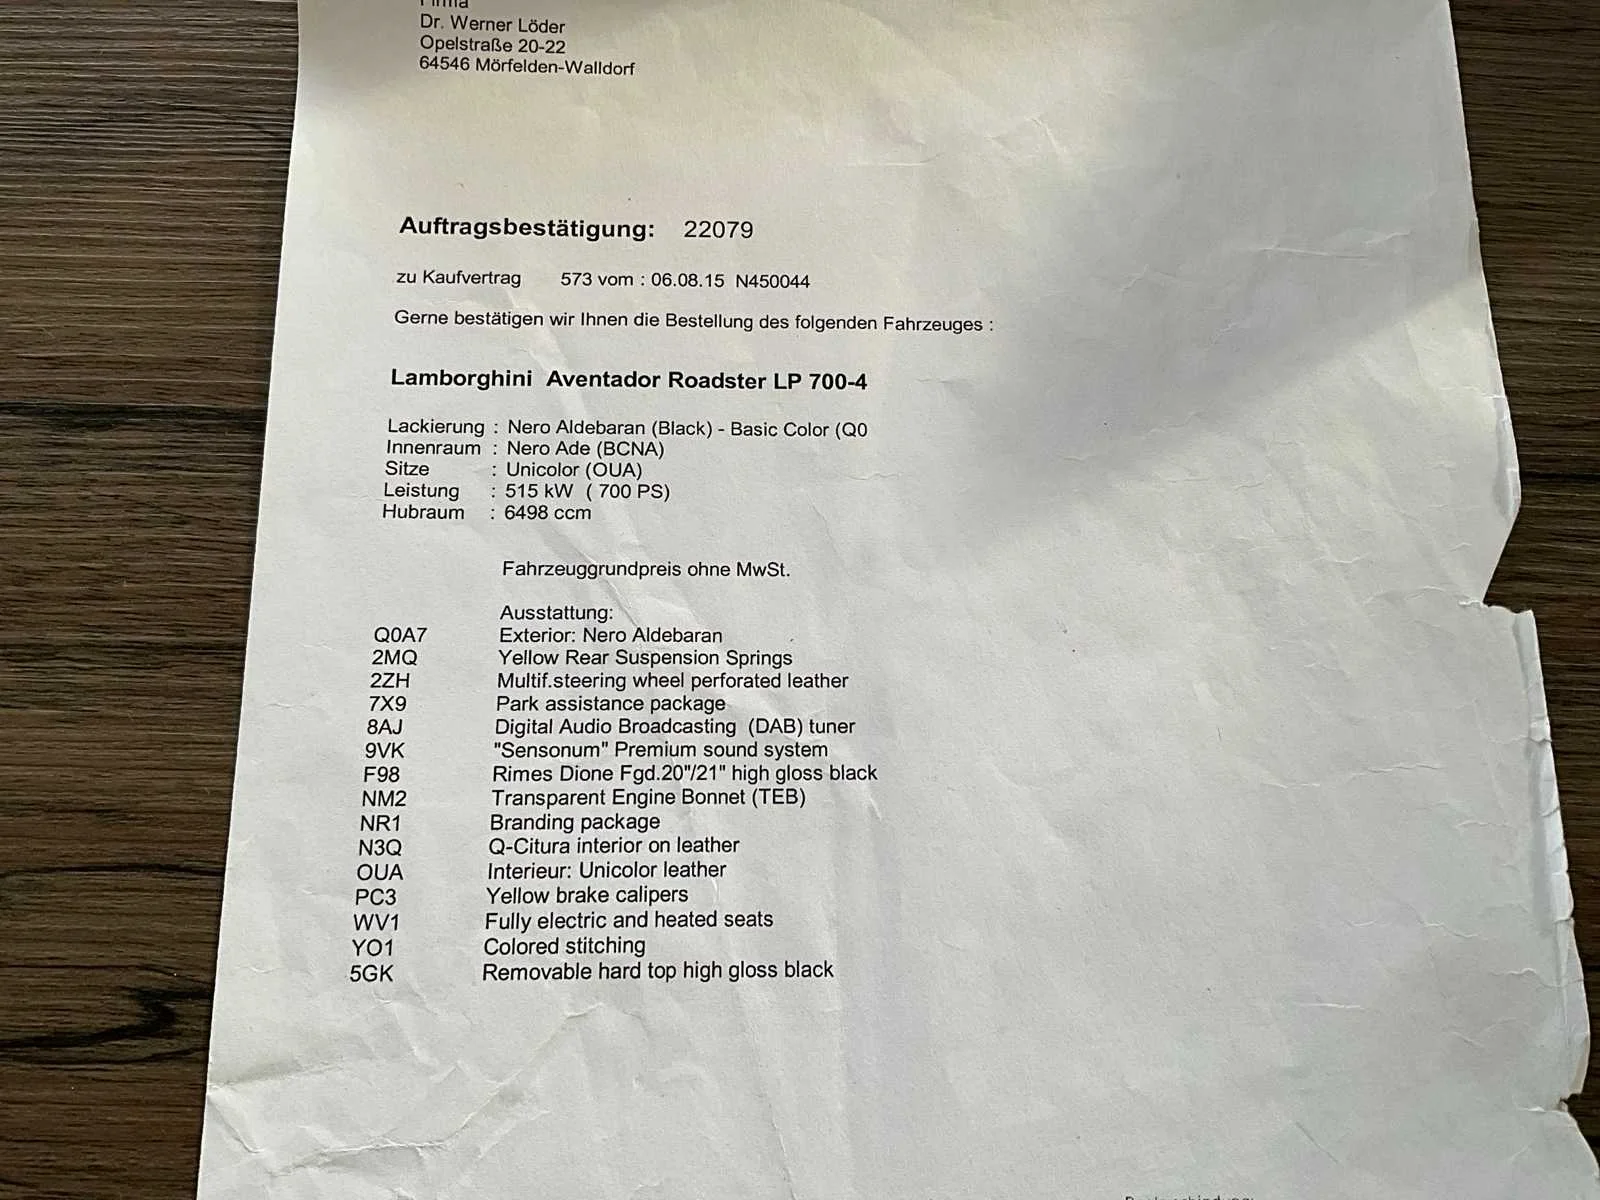 Firma
Dr. Werner Löder
Opelstraße 20-22
64546 Mörfelden-Walldorf
Auftragsbestätigung: 22079
zu Kaufvertrag 573 vom : 06.08.15 N450044
Gerne bestätigen wir Ihnen die Bestellung des folgenden Fahrzeuges :
Lamborghini Aventador Roadster LP 700-4
Lackierung : Nero Aldebaran (Black) - Basic Color (Q0
Innenraum : Nero Ade (BCNA)
Sitze : Unicolor (OUA)
Leistung : 515 kW ( 700 PS)
Hubraum : 6498 ccm
Fahrzeuggrundpreis ohne MwSt.
Ausstattung:
Q0A7 Exterior: Nero Aldebaran
2MQ Yellow Rear Suspension Springs
2ZH Multif.steering wheel perforated leather
7X9 Park assistance package
8AJ Digital Audio Broadcasting (DAB) tuner
9VK "Sensonum" Premium sound system
F98 Rimes Dione Fgd.20"/21" high gloss black
NM2 Transparent Engine Bonnet (TEB)
NR1 Branding package
N3Q Q-Citura interior on leather
OUA Interieur: Unicolor leather
PC3 Yellow brake calipers
WV1 Fully electric and heated seats
YO1 Colored stitching
5GK Removable hard top high gloss black